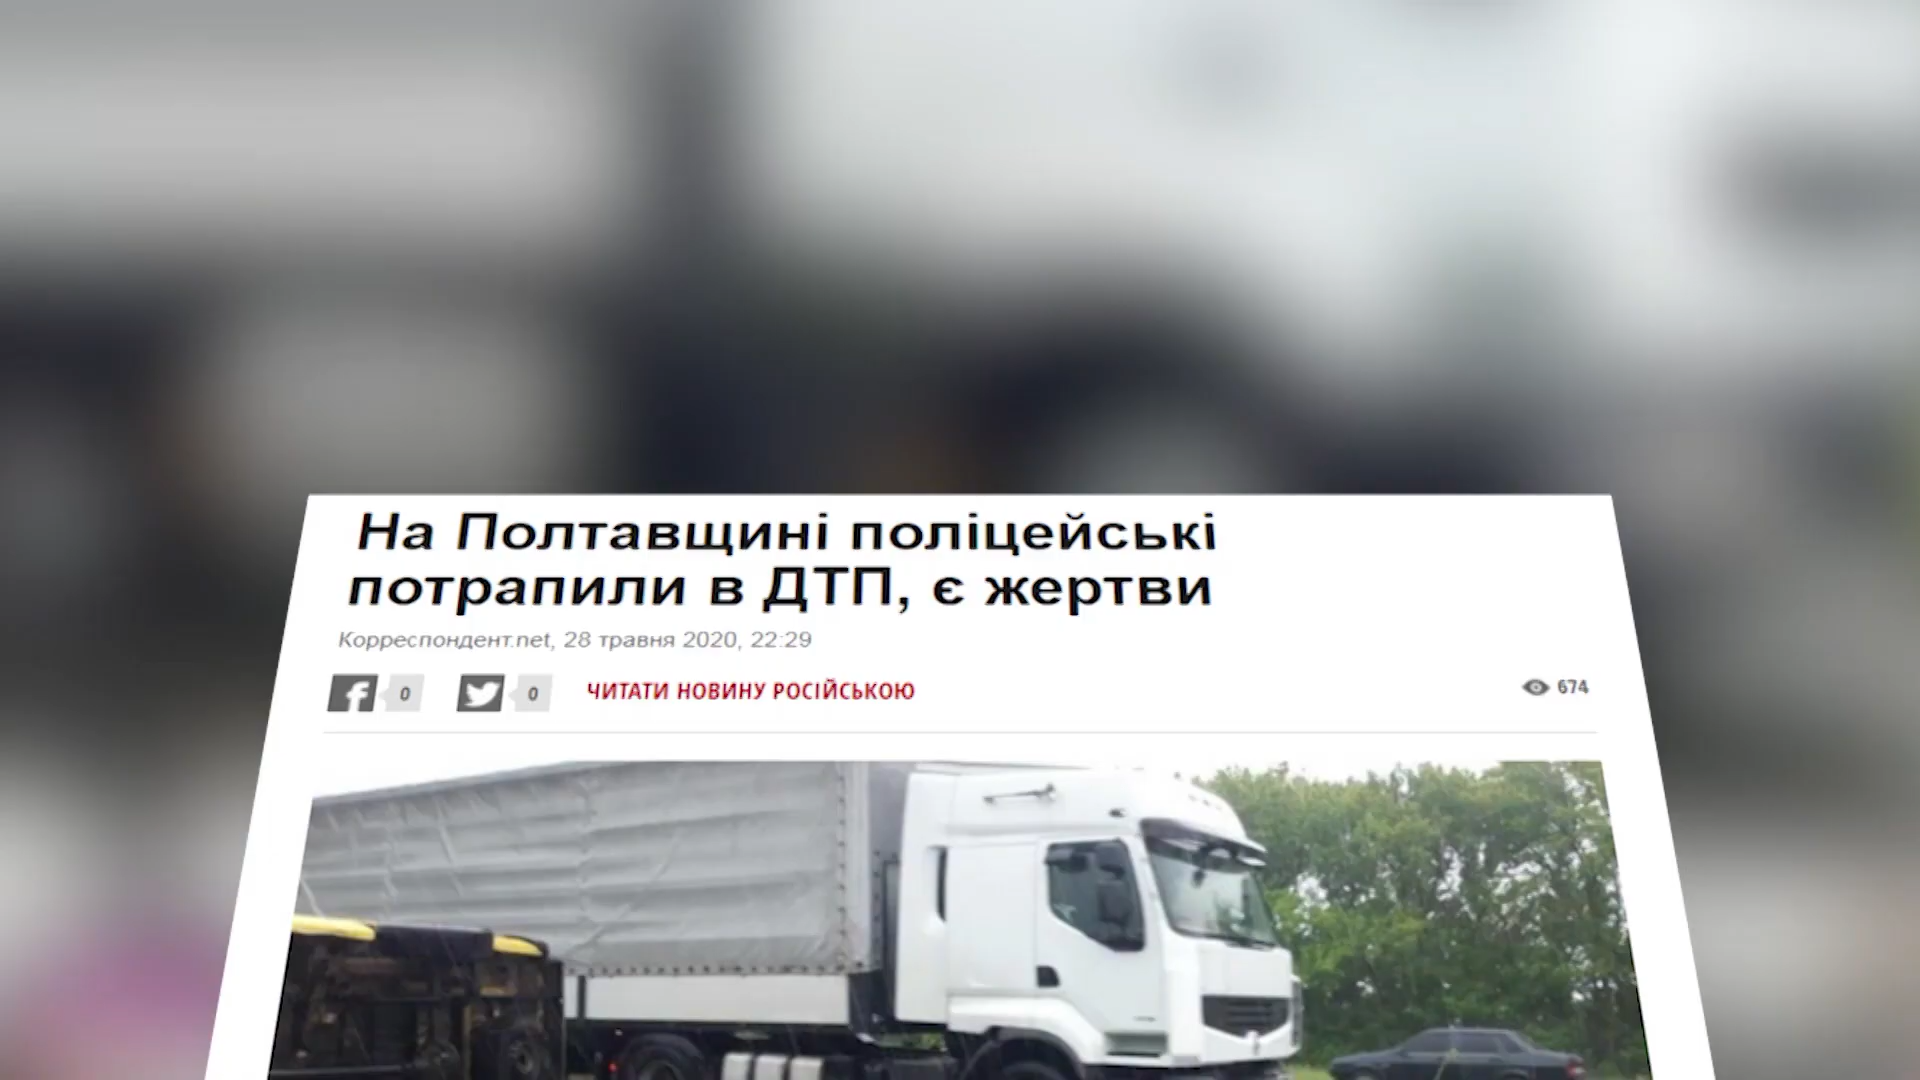 На Полтавщині поліцейські
потрапили в ДТП, є жертви
Корреспондент.net, 28 травня 2020, 22:29
0 0 ЧИТАТИ НОВИНУ РОСІЙСЬКОЮ 674